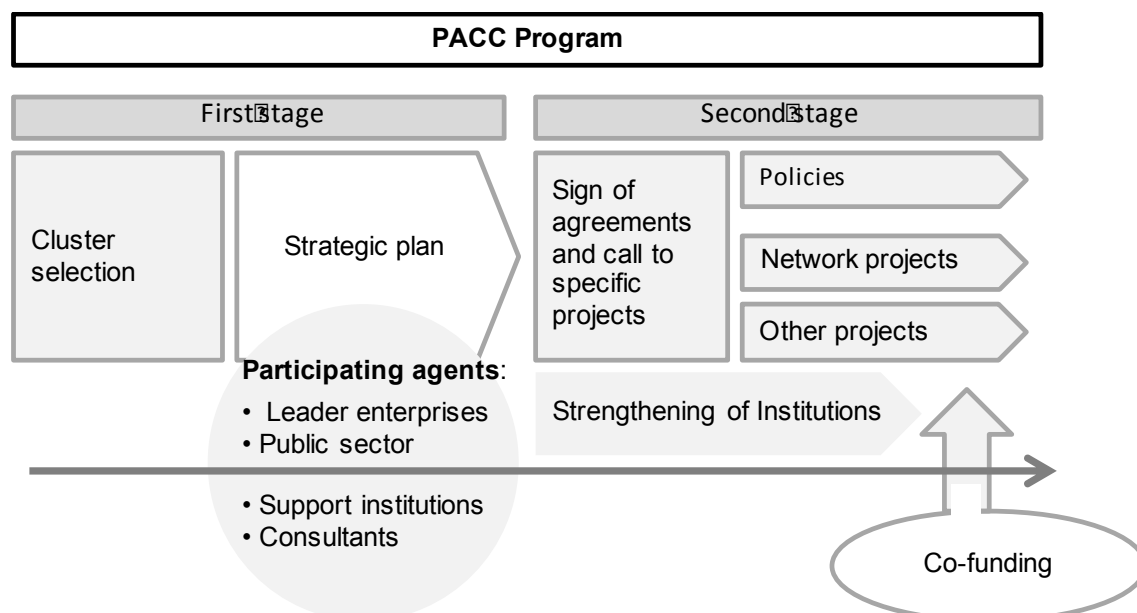 PACC Program
First stage
Second stage
Cluster
selection
Strategic plan
Sign of
agreements
and call to
specific
projects
Policies
Network projects
Other projects
Participating agents:
• Leader enterprises
• Public sector
• Support institutions
• Consultants
Strengthening of Institutions
Co-funding